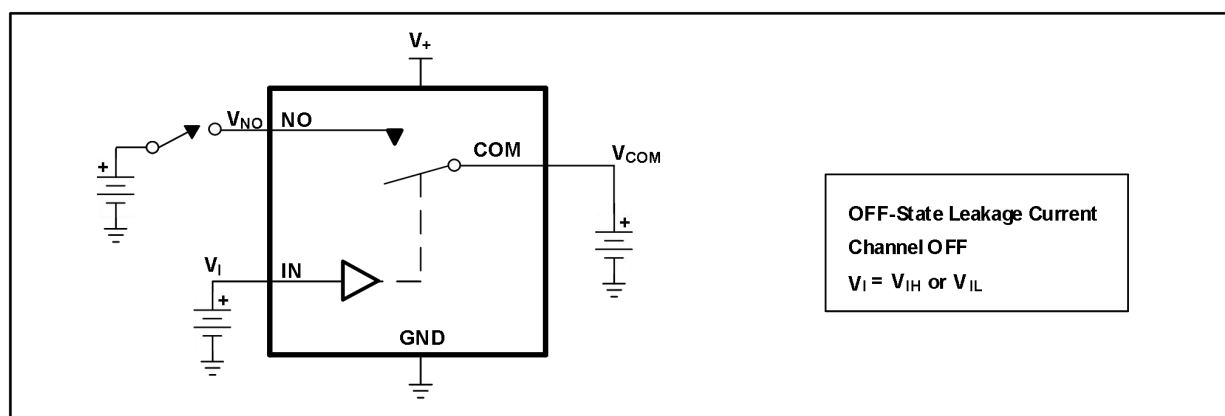 V+
VNO NO
COM VCOM
+
+
VI IN
+
GND
OFF-State Leakage Current
Channel OFF
VI = VIH or VIL